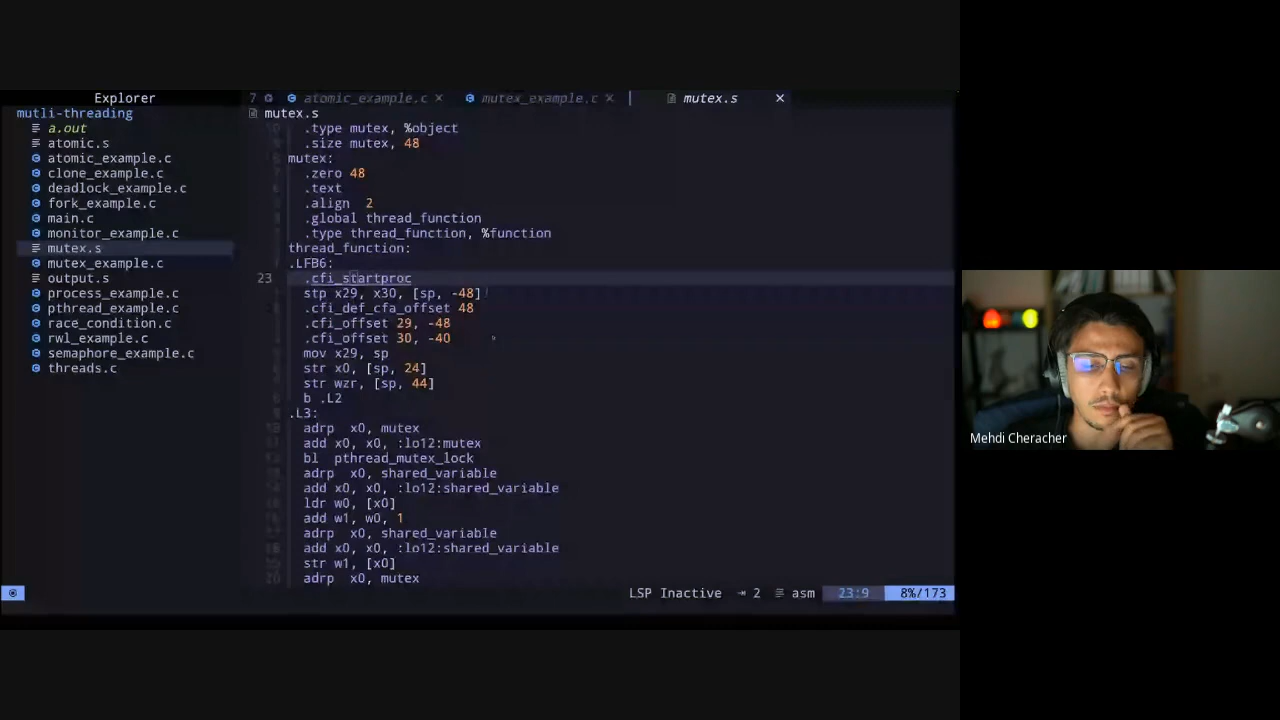 Explorer
mutli-threading
a.out
atomic.s
atomic_example.c
clone_example.c
deadlock_example.c
fork_example.c
main.c
monitor_example.c
mutex.s
mutex_example.c
output.s
process_example.c
pthread_example.c
race_condition.c
rwl_example.c
semaphore_example.c
threads.c
7 atomic_example.c × mutex_example.c × mutex.s ×
mutex.s
.type mutex, %object
.size mutex, 48
mutex:
.zero 48
.text
.align 2
.global thread_function
.type thread_function, %function
thread_function:
.LFB6:
23 .cfi_startproc
stp x29, x30, [sp, -48]!
.cfi_def_cfa_offset 48
.cfi_offset 29, -48
.cfi_offset 30, -40
mov x29, sp
str x0, [sp, 24]
str wzr, [sp, 44]
b .L2
.L3:
adrp x0, mutex
add x0, x0, :lo12:mutex
bl pthread_mutex_lock
adrp x0, shared_variable
add x0, x0, :lo12:shared_variable
ldr w0, [x0]
add w1, w0, 1
adrp x0, shared_variable
add x0, x0, :lo12:shared_variable
str w1, [x0]
adrp x0, mutex
LSP Inactive ⇥ 2 asm 23:9 8%/173
Mehdi Cheracher